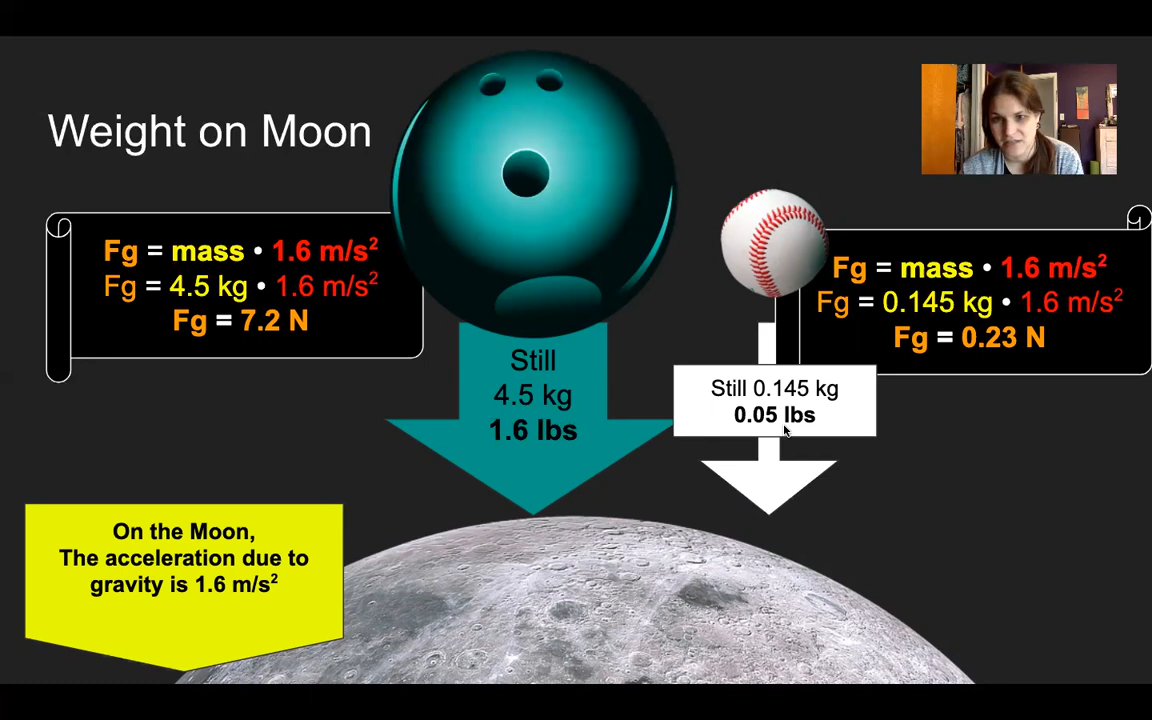 Weight on Moon
Fg = mass • 1.6 m/s²
Fg = 4.5 kg • 1.6 m/s²
Fg = 7.2 N
Still
4.5 kg
1.6 lbs
Fg = mass • 1.6 m/s²
Fg = 0.145 kg • 1.6 m/s²
Fg = 0.23 N
Still 0.145 kg
0.05 lbs
On the Moon,
The acceleration due to
gravity is 1.6 m/s²